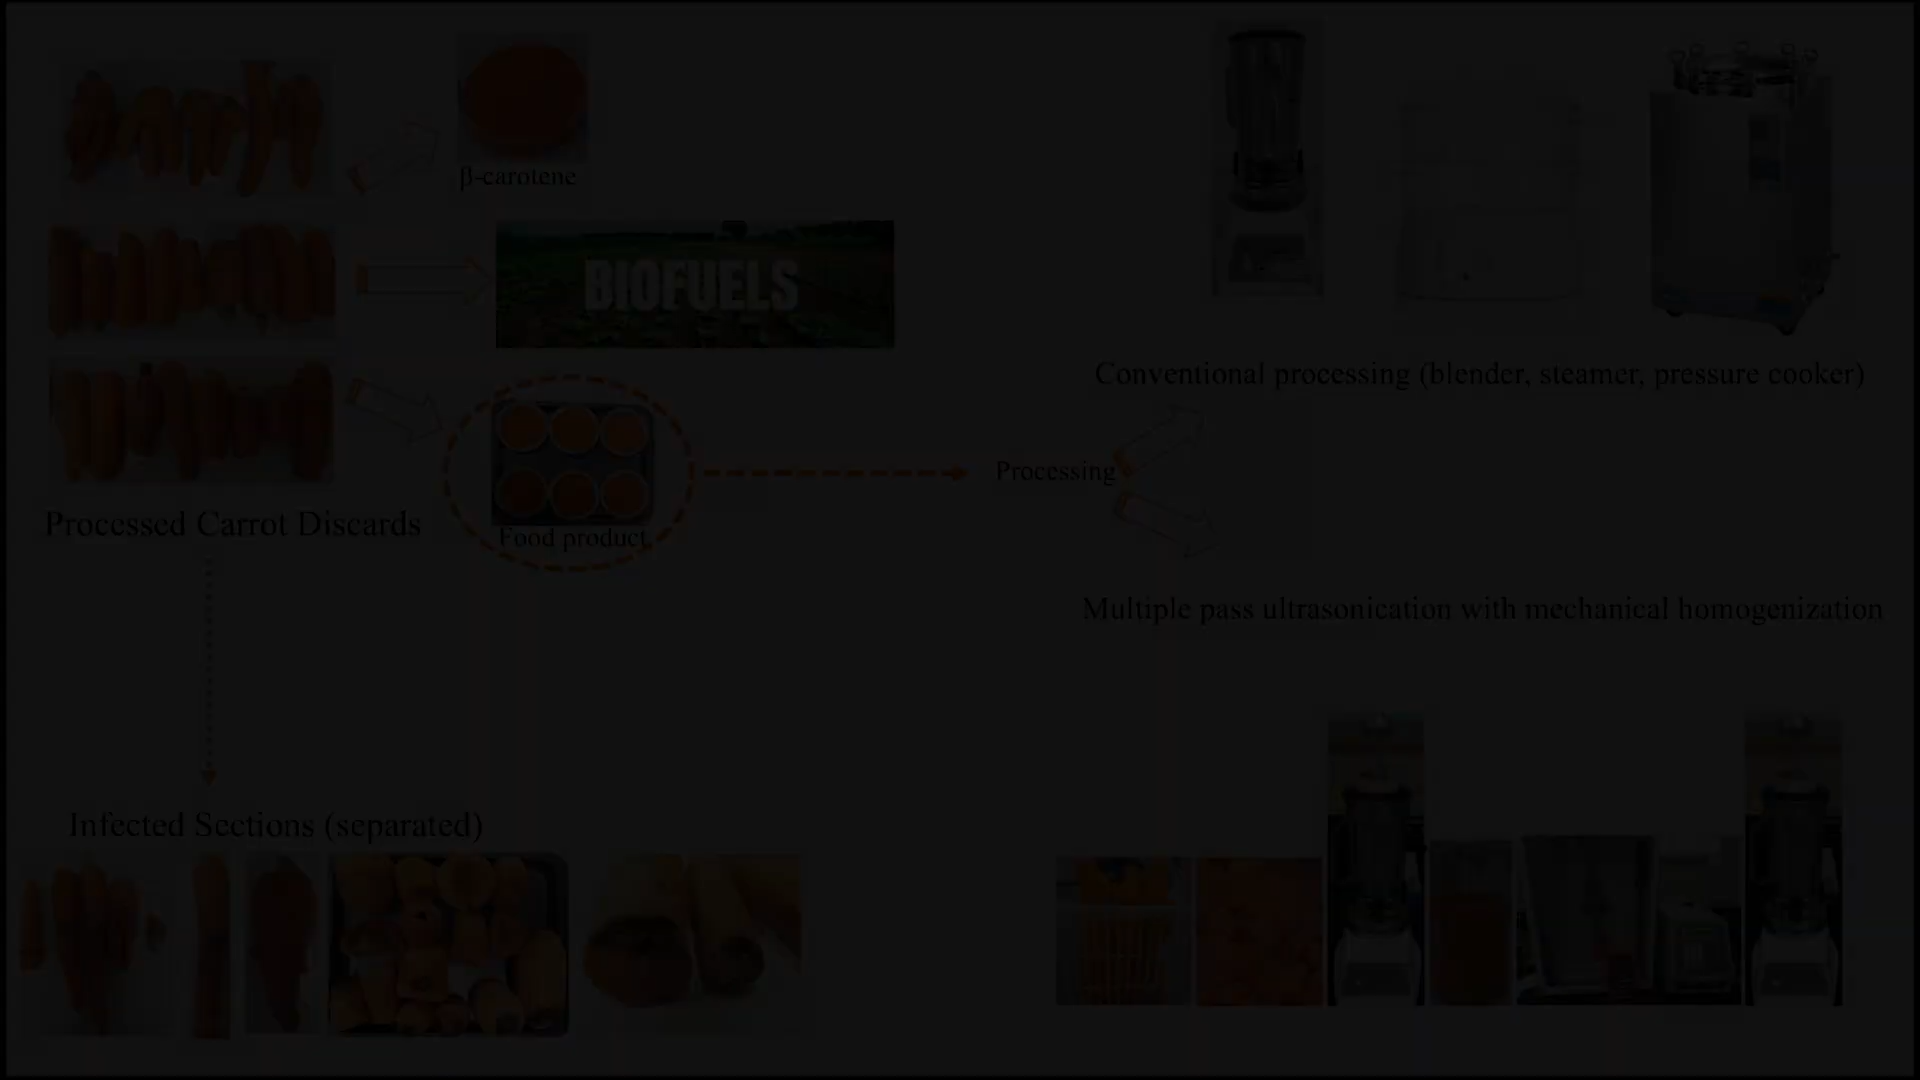 β-carotene
BIOFUELS
Conventional processing (blender, steamer, pressure cooker)
Processing
Processed Carrot Discards
Food product
Multiple pass ultrasonication with mechanical homogenization
Infected Sections (separated)